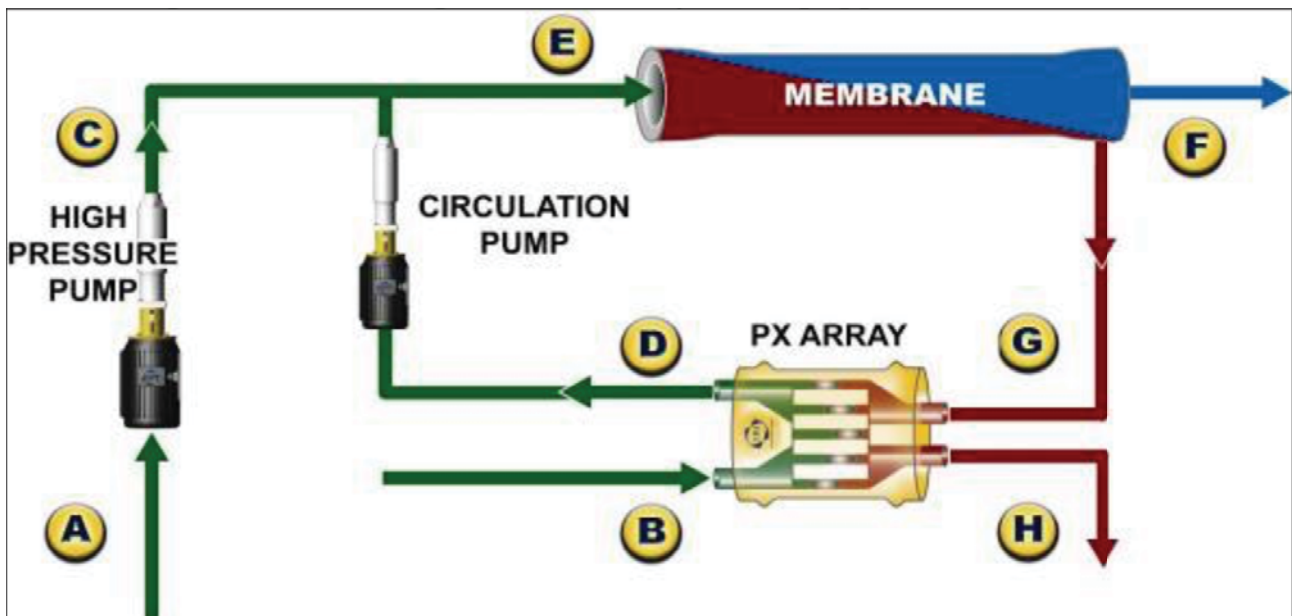 E
MEMBRANE
C
F
HIGH
PRESSURE
PUMP
CIRCULATION
PUMP
D
PX ARRAY
G
A
B
H